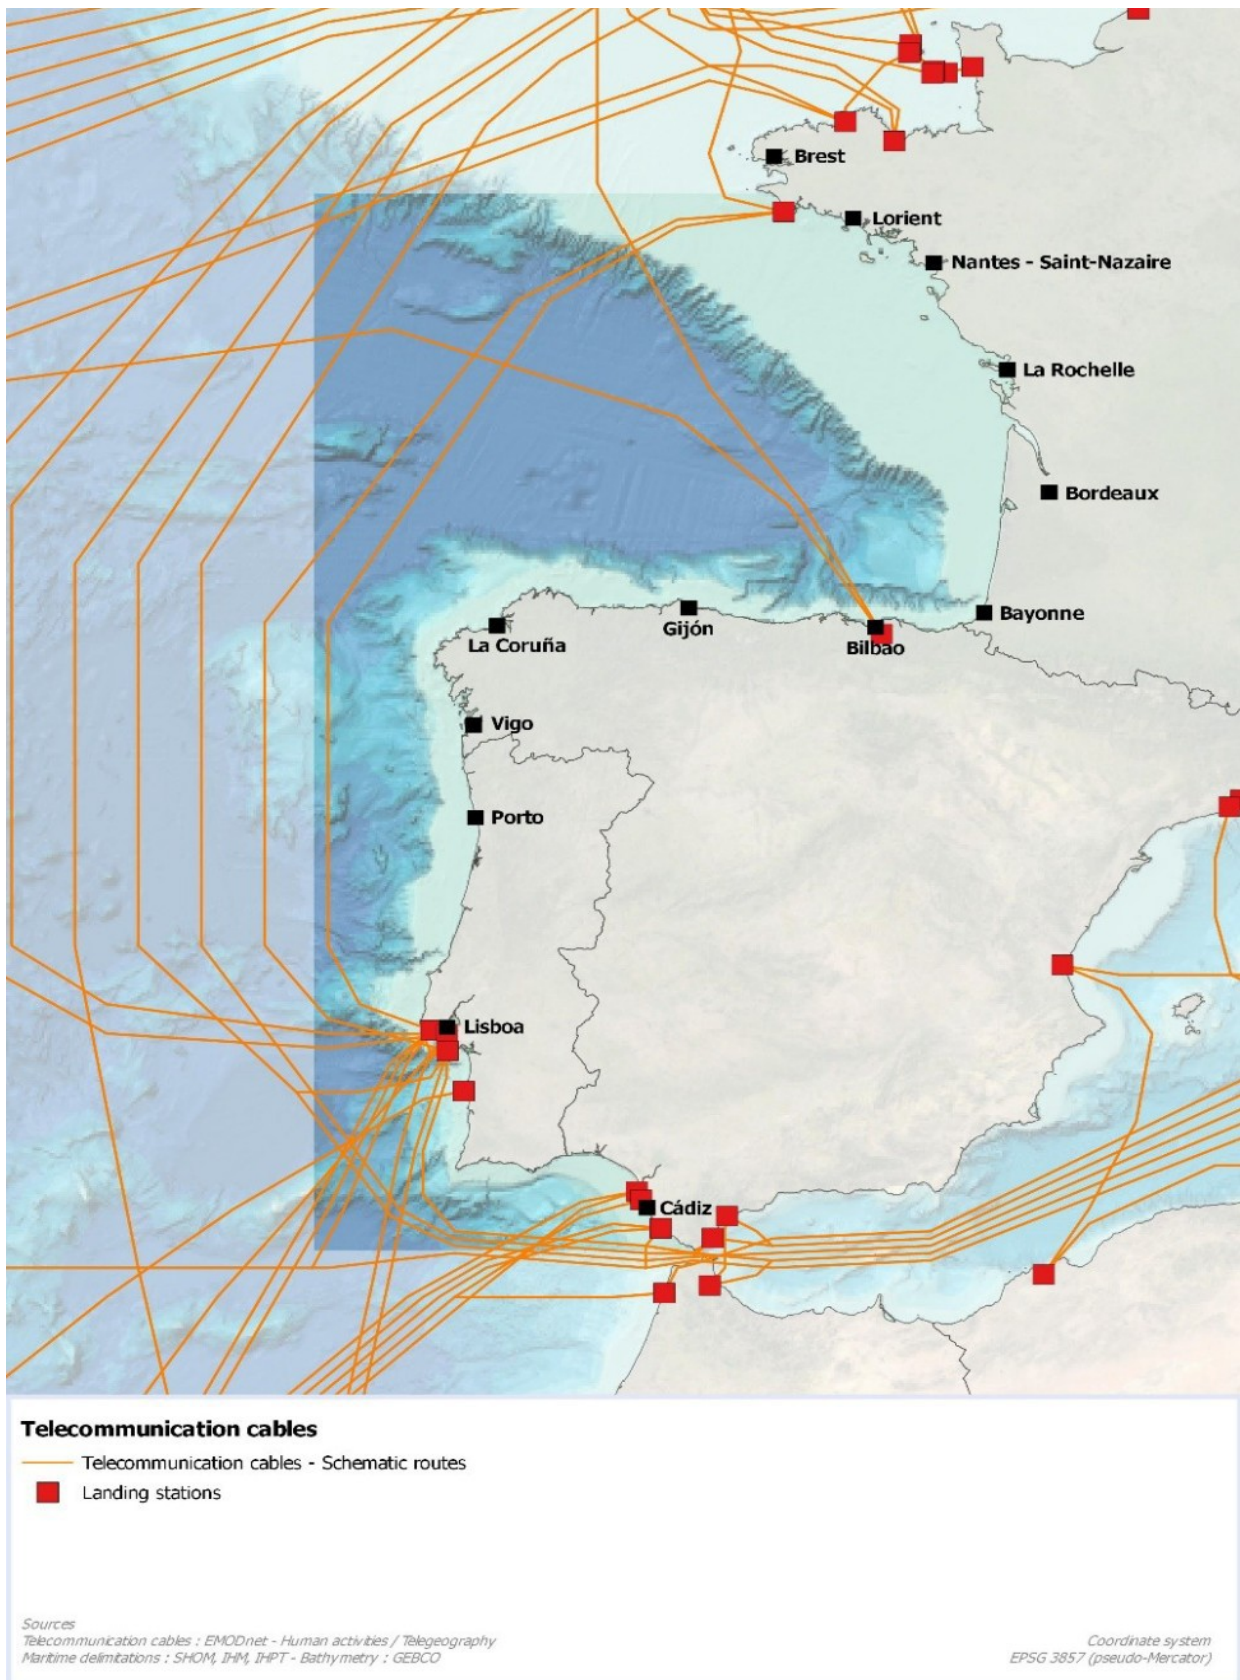 Brest
Lorient
Nantes - Saint-Nazaire
La Rochelle
Bordeaux
Bayonne
Gijón
La Coruña
Bilbao
Vigo
Porto
Lisboa
Cádiz
Telecommunication cables
Telecommunication cables - Schematic routes
Landing stations
Sources
Telecommunication cables : EMODnet - Human activities / Telegeography
Maritime delimitations : SHOM, IHM, IHPT - Bathymetry : GEBCO
Coordinate system
EPSG 3857 (pseudo-Mercator)